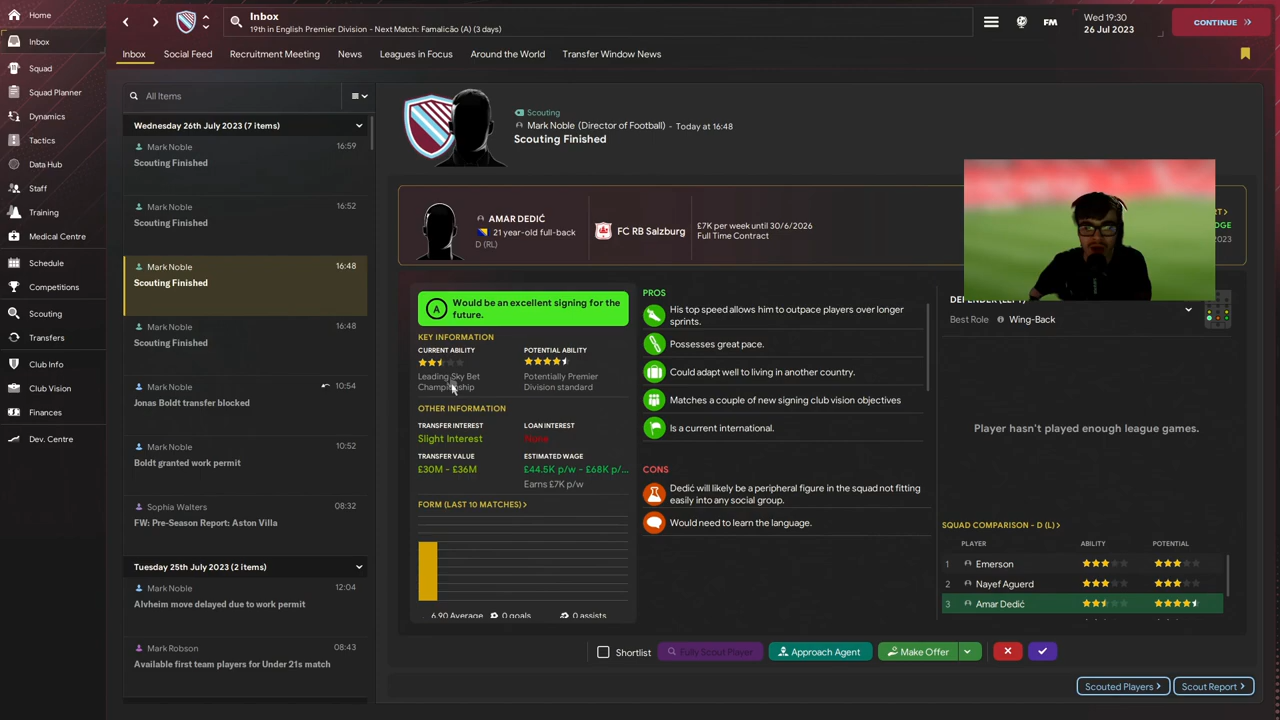 Home
Inbox
Squad
Squad Planner
Dynamics
Tactics
Data Hub
Staff
Training
Medical Centre
Schedule
Competitions
Scouting
Transfers
Club Info
Club Vision
Finances
Dev. Centre
Inbox
19th in English Premier Division - Next Match: Famalicão (A) (3 days)
FM
Wed 19:30
26 Jul 2023
CONTINUE
Inbox
Social Feed
Recruitment Meeting
News
Leagues in Focus
Around the World
Transfer Window News
All Items
Wednesday 26th July 2023 (7 items)
Mark Noble 16:59
Scouting Finished
Mark Noble 16:52
Scouting Finished
Mark Noble 16:48
Scouting Finished
Mark Noble 16:48
Scouting Finished
Mark Noble 10:54
Jonas Boldt transfer blocked
Mark Noble 10:52
Boldt granted work permit
Sophia Walters 08:32
FW: Pre-Season Report: Aston Villa
Tuesday 25th July 2023 (2 items)
Mark Noble 12:04
Alvheim move delayed due to work permit
Mark Robson 08:43
Available first team players for Under 21s match
Scouting
Mark Noble (Director of Football) - Today at 16:48
Scouting Finished
AMAR DEDIĆ
21 year-old full-back
D (RL)
FC RB Salzburg
£7K per week until 30/6/2026
Full Time Contract
A
Would be an excellent signing for the
future.
KEY INFORMATION
CURRENT ABILITY
Leading Sky Bet
Championship
POTENTIAL ABILITY
Potentially Premier
Division standard
OTHER INFORMATION
TRANSFER INTEREST
Slight Interest
LOAN INTEREST
None
TRANSFER VALUE
£30M - £36M
ESTIMATED WAGE
£44.5K p/w - £68K p/...
Earns £7K p/w
FORM (LAST 10 MATCHES)
6.90 Average 0 goals 0 assists
PROS
His top speed allows him to outpace players over longer
sprints.
Possesses great pace.
Could adapt well to living in another country.
Matches a couple of new signing club vision objectives
Is a current international.
CONS
Dedić will likely be a peripheral figure in the squad not fitting
easily into any social group.
Would need to learn the language.
DEFENDER (LEFT)
Best Role Wing-Back
Player hasn't played enough league games.
SQUAD COMPARISON - D (L)
PLAYER ABILITY POTENTIAL
1 Emerson
2 Nayef Aguerd
3 Amar Dedić
Shortlist
Fully Scout Player
Approach Agent
Make Offer
Scouted Players
Scout Report